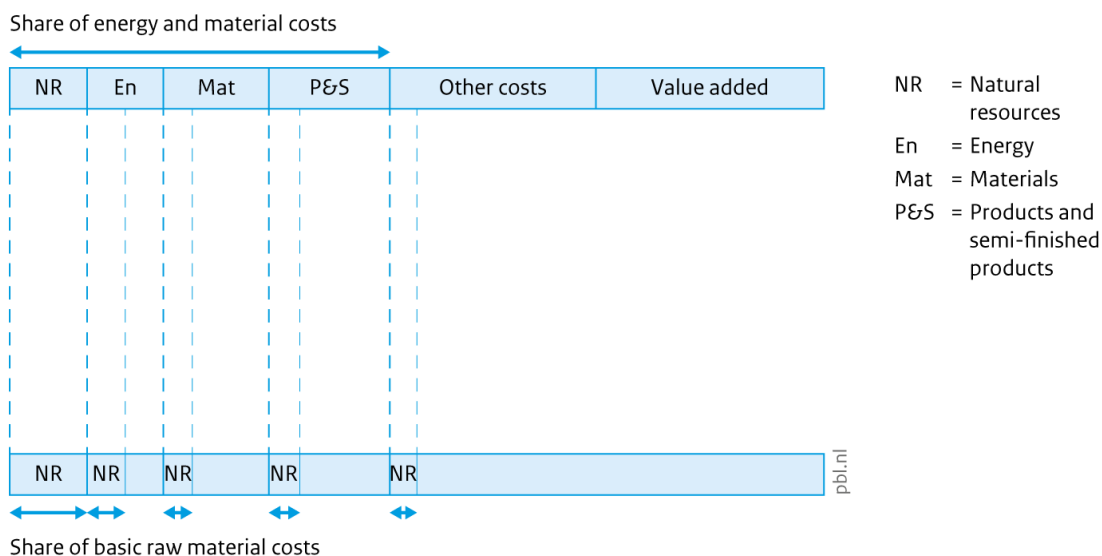 Share of energy and material costs
NR En Mat P&S Other costs Value added
NR = Natural
resources
En = Energy
Mat = Materials
P&S = Products and
semi-finished
products
NR NR NR NR NR
pbl.nl
Share of basic raw material costs